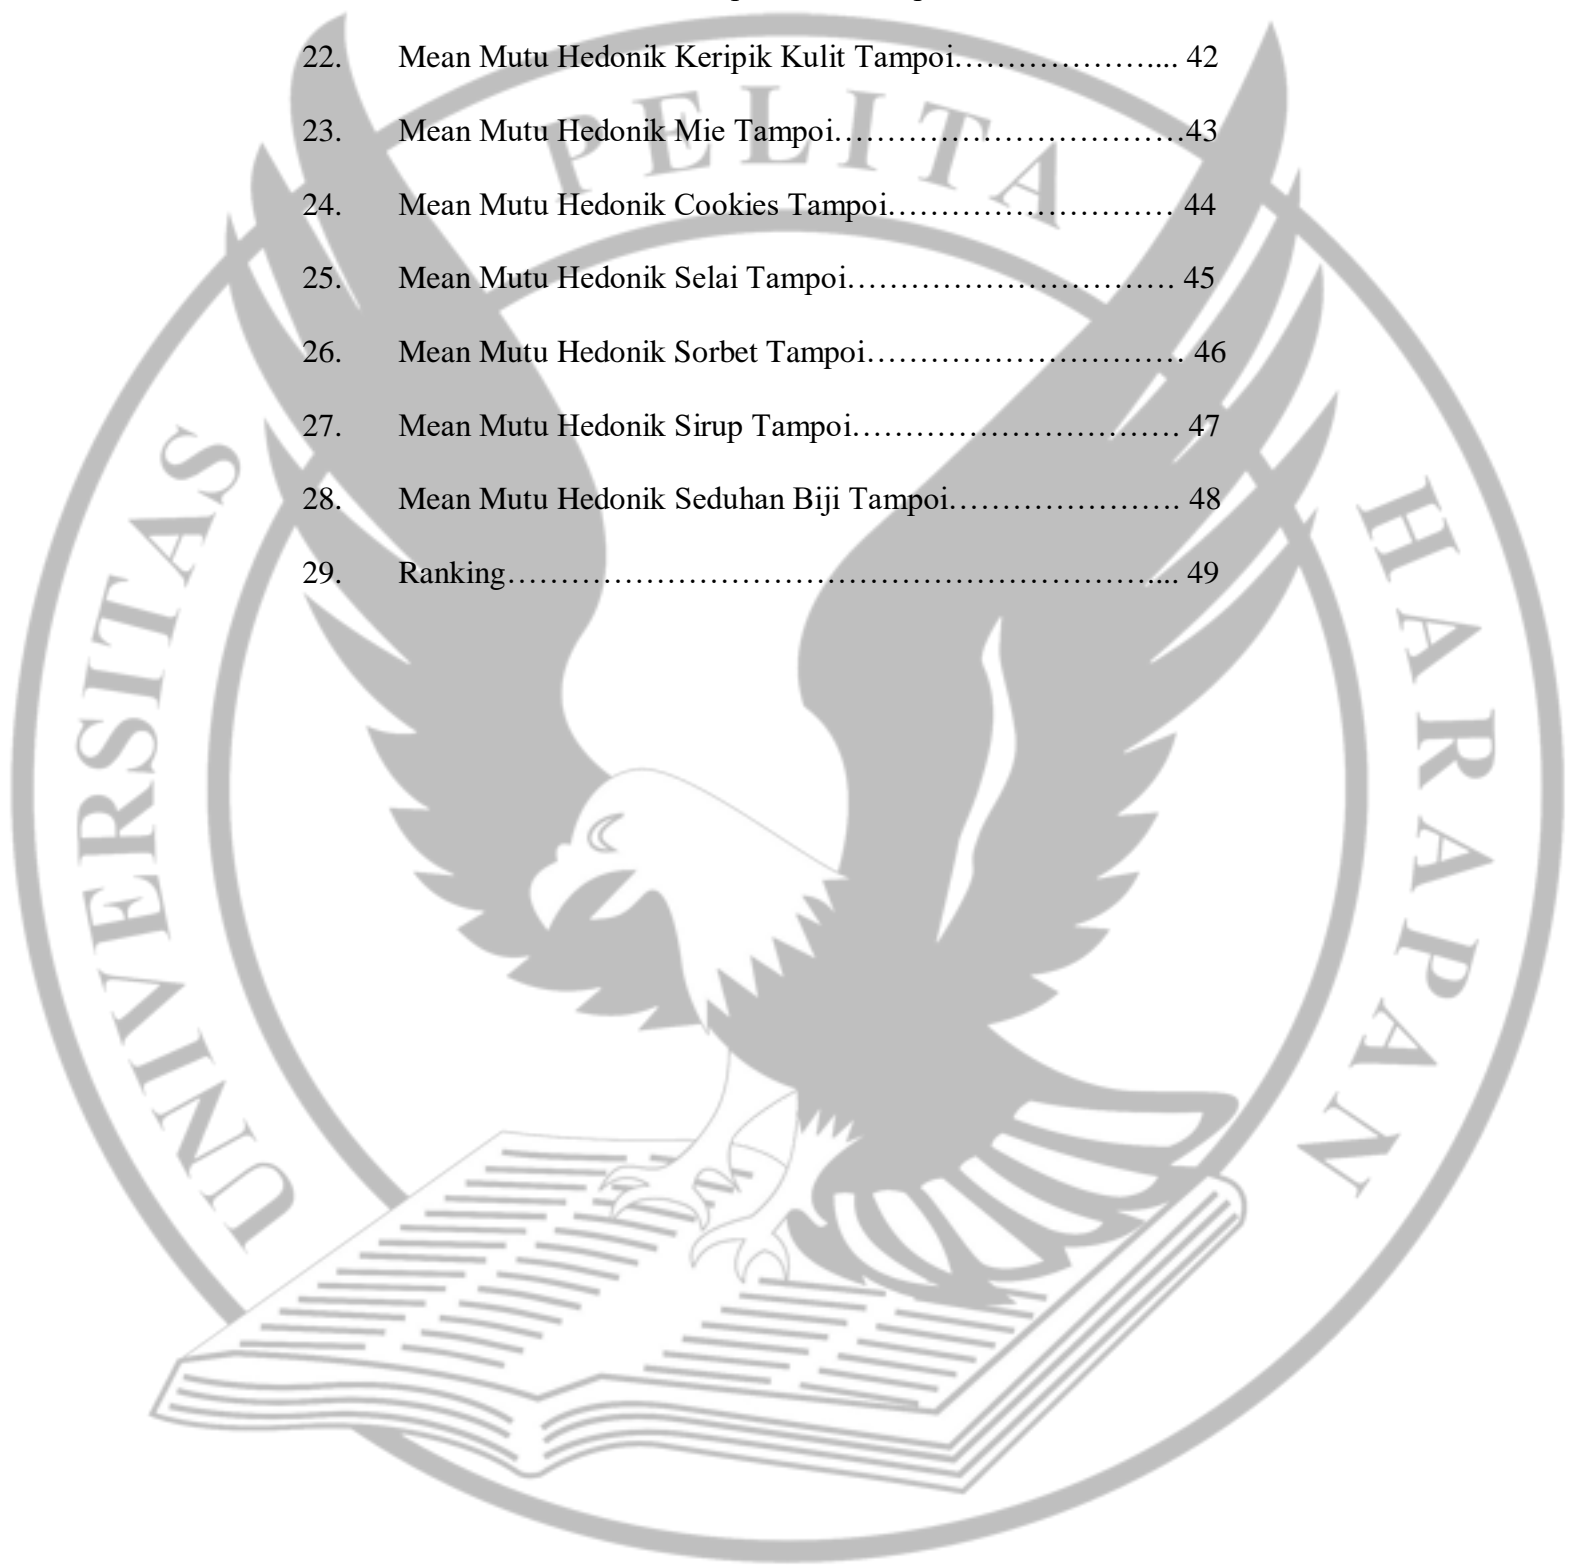 22. Mean Mutu Hedonik Keripik Kulit Tampoi………………... 42
23. Mean Mutu Hedonik Mie Tampoi……………………………43
24. Mean Mutu Hedonik Cookies Tampoi……………………… 44
25. Mean Mutu Hedonik Selai Tampoi………………………… 45
26. Mean Mutu Hedonik Sorbet Tampoi………………………… 46
27. Mean Mutu Hedonik Sirup Tampoi………………………… 47
28. Mean Mutu Hedonik Seduhan Biji Tampoi…………………. 48
29. Ranking……………………………………………………... 49
UNIVERSITAS PELITA HARAPAN